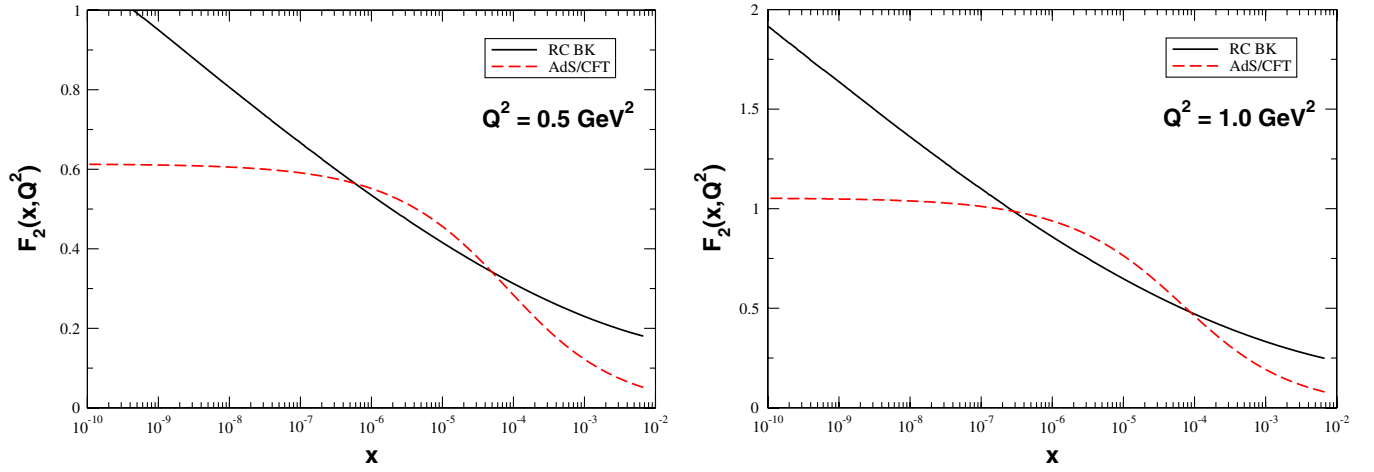 1
0.8
0.6
0.4
0.2
0
F₂(x,Q²)
RC BK
AdS/CFT
Q² = 0.5 GeV²
10⁻¹⁰ 10⁻⁹ 10⁻⁸ 10⁻⁷ 10⁻⁶ 10⁻⁵ 10⁻⁴ 10⁻³ 10⁻²
x
2
1.5
1
0.5
0
F₂(x,Q²)
RC BK
AdS/CFT
Q² = 1.0 GeV²
10⁻¹⁰ 10⁻⁹ 10⁻⁸ 10⁻⁷ 10⁻⁶ 10⁻⁵ 10⁻⁴ 10⁻³ 10⁻²
x